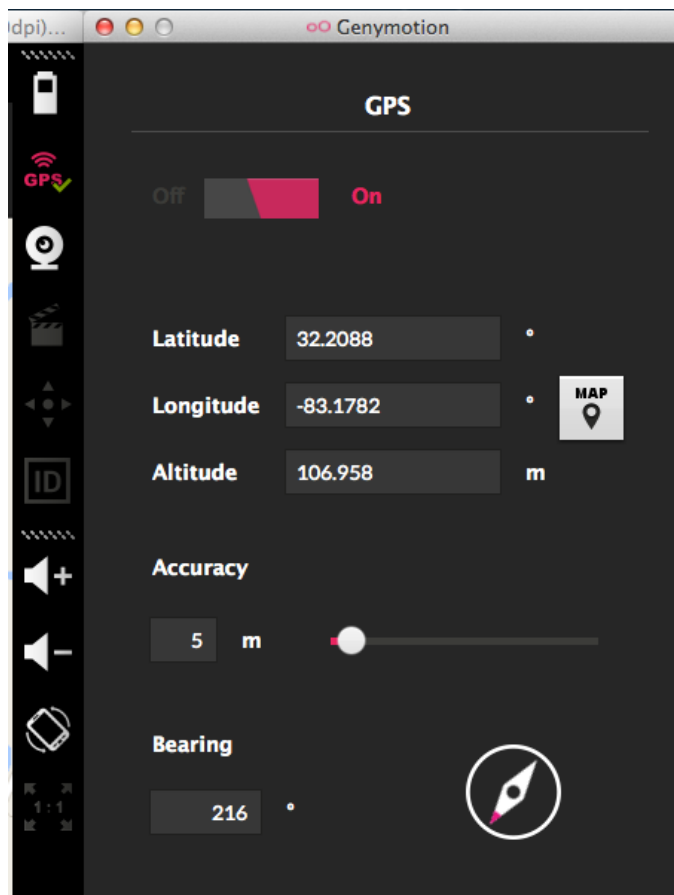 dpi)...
Genymotion
GPS
GPS
Off On
Latitude 32.2088 °
Longitude -83.1782 ° MAP
Altitude 106.958 m
ID
Accuracy
5 m
Bearing
1:1
216 °